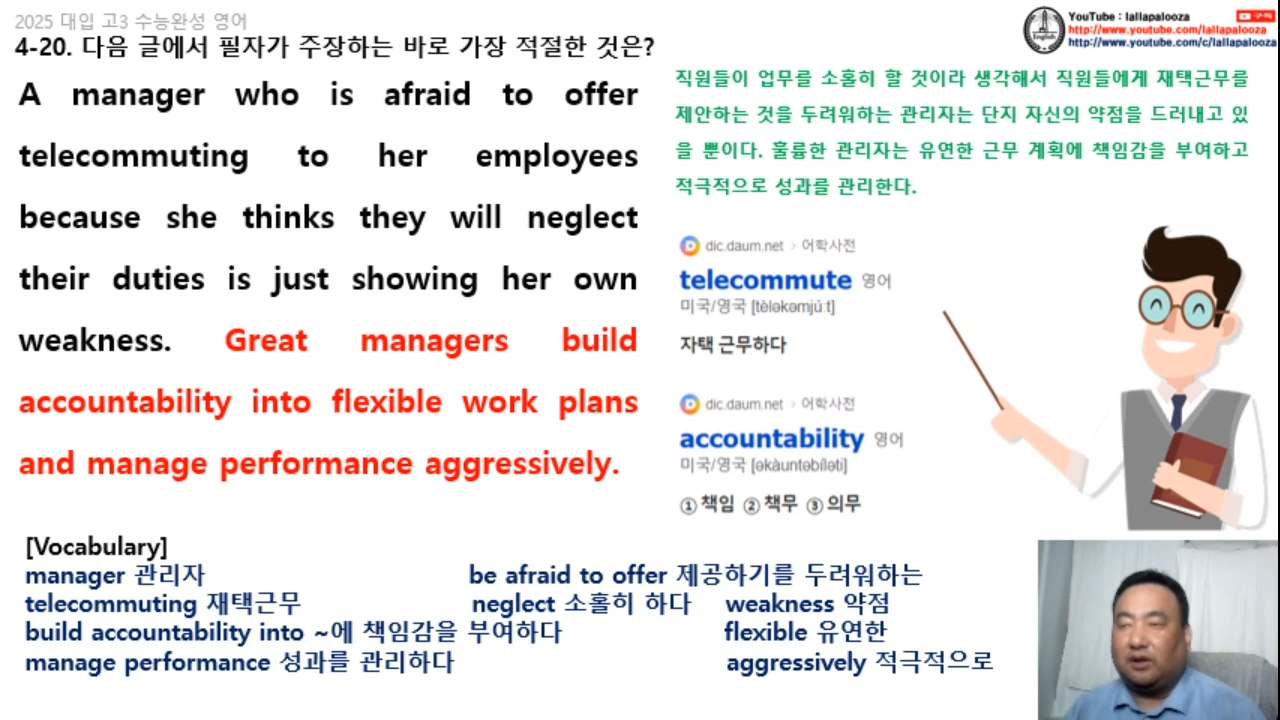 2025 대입 고3 수능완성 영어
4-20. 다음 글에서 필자가 주장하는 바로 가장 적절한 것은?
YouTube : lallapalooza
http://www.youtube.com/lallapalooza
http://www.youtube.com/c/lallapalooza
A manager who is afraid to offer
telecommuting to her employees
because she thinks they will neglect
their duties is just showing her own
weakness. Great managers build
accountability into flexible work plans
and manage performance aggressively.
직원들이 업무를 소홀히 할 것이라 생각해서 직원들에게 재택근무를
제안하는 것을 두려워하는 관리자는 단지 자신의 약점을 드러내고 있
을 뿐이다. 훌륭한 관리자는 유연한 근무 계획에 책임감을 부여하고
적극적으로 성과를 관리한다.
dic.daum.net › 어학사전
telecommute 영어
미국/영국 [tèləkəmjúːt]
자택 근무하다
dic.daum.net › 어학사전
accountability 영어
미국/영국 [əkàuntəbíləti]
① 책임 ② 책무 ③ 의무
[Vocabulary]
manager 관리자 be afraid to offer 제공하기를 두려워하는
telecommuting 재택근무 neglect 소홀히 하다 weakness 약점
build accountability into ~에 책임감을 부여하다 flexible 유연한
manage performance 성과를 관리하다 aggressively 적극적으로